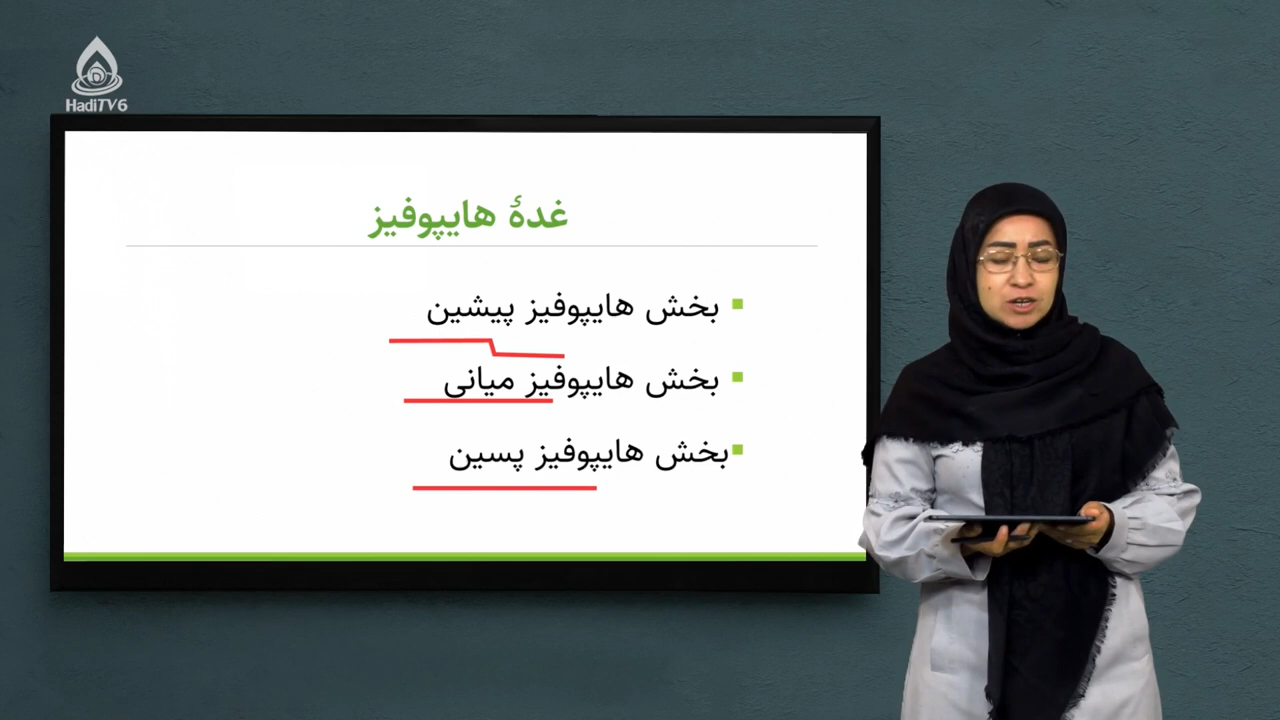 HadiTV6
غدهٔ هایپوفیز
بخش هایپوفیز پیشین
بخش هایپوفیز میانی
بخش هایپوفیز پسین